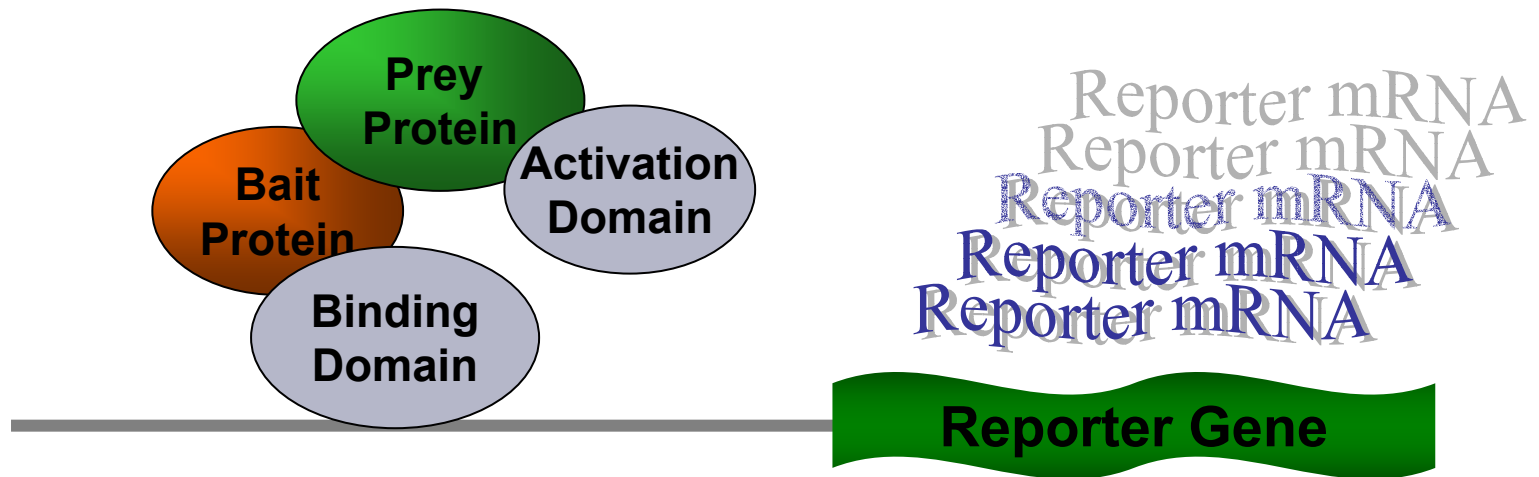 Prey
Protein
Activation
Domain
Bait
Protein
Binding
Domain
Reporter mRNA
Reporter mRNA
Reporter mRNA
Reporter mRNA
Reporter mRNA
Reporter Gene